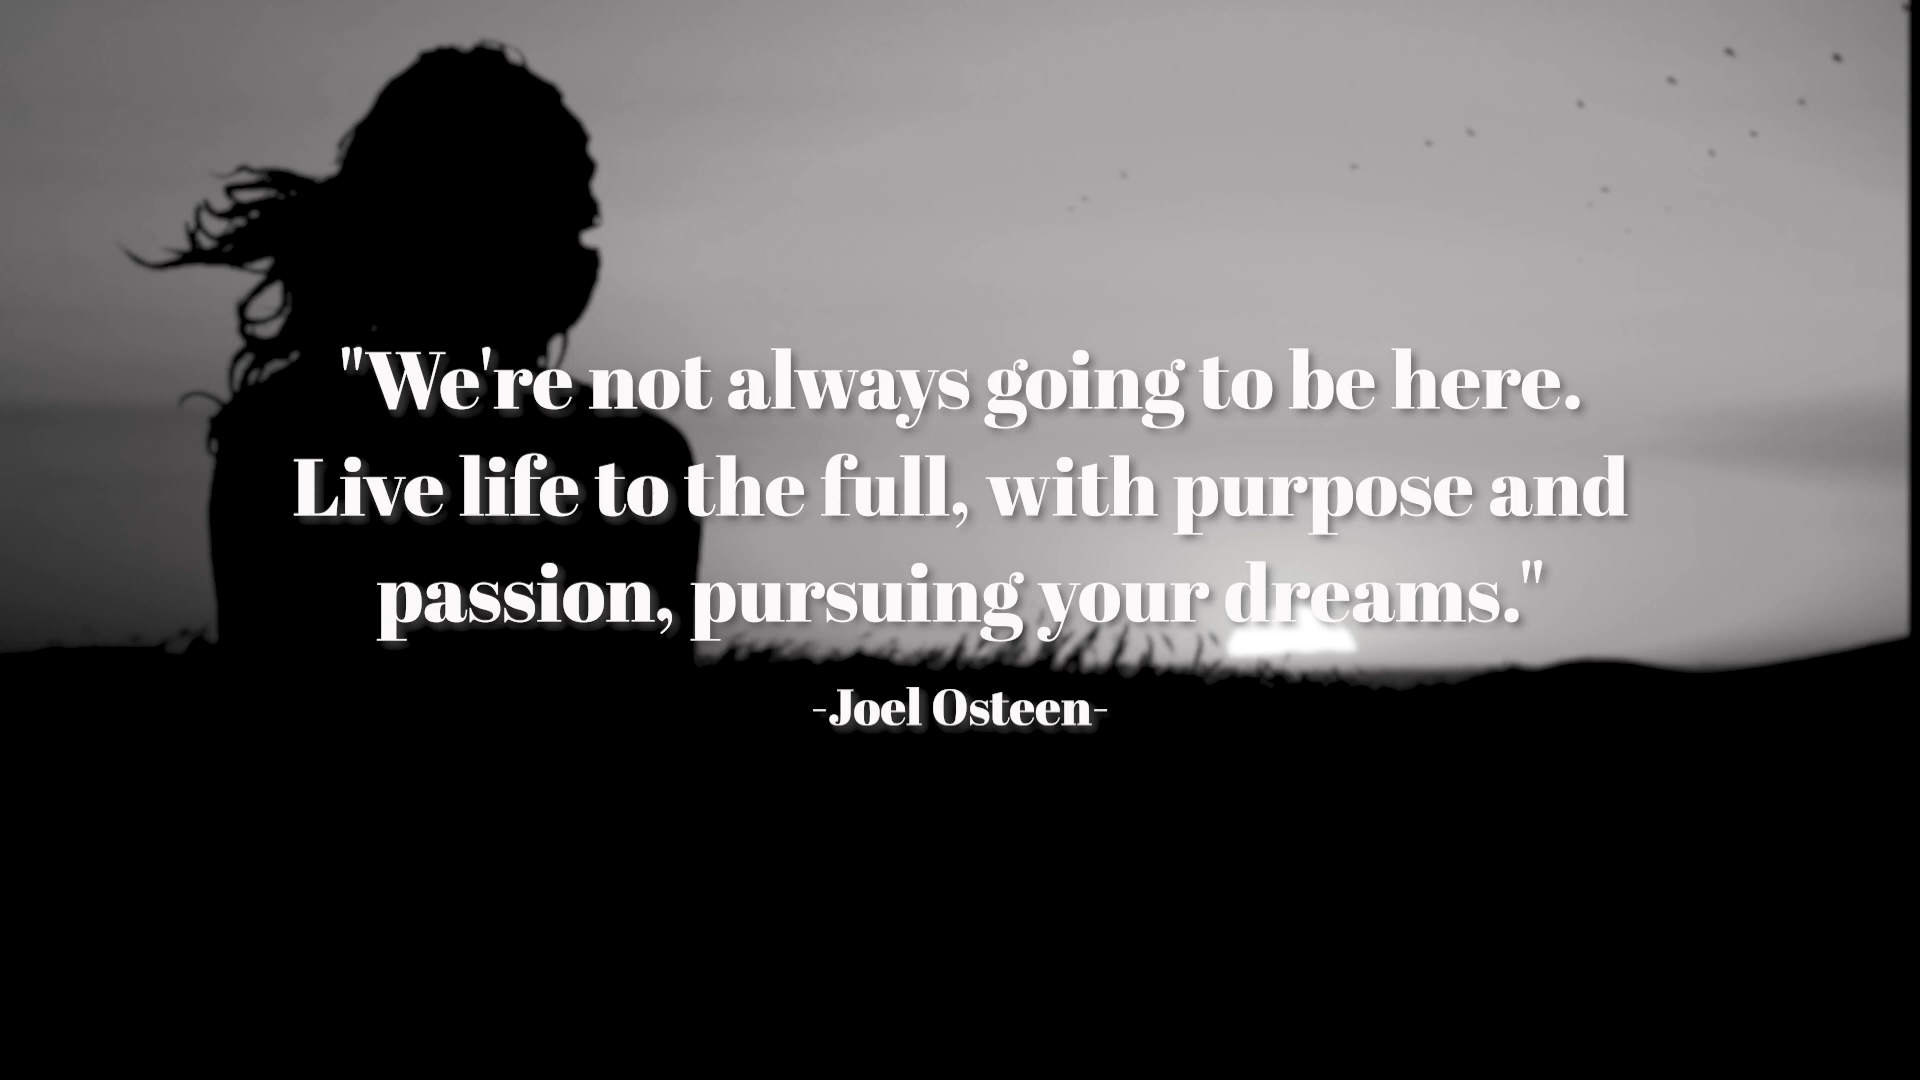 "We're not always going to be here.
Live life to the full, with purpose and
passion, pursuing your dreams."
-Joel Osteen-